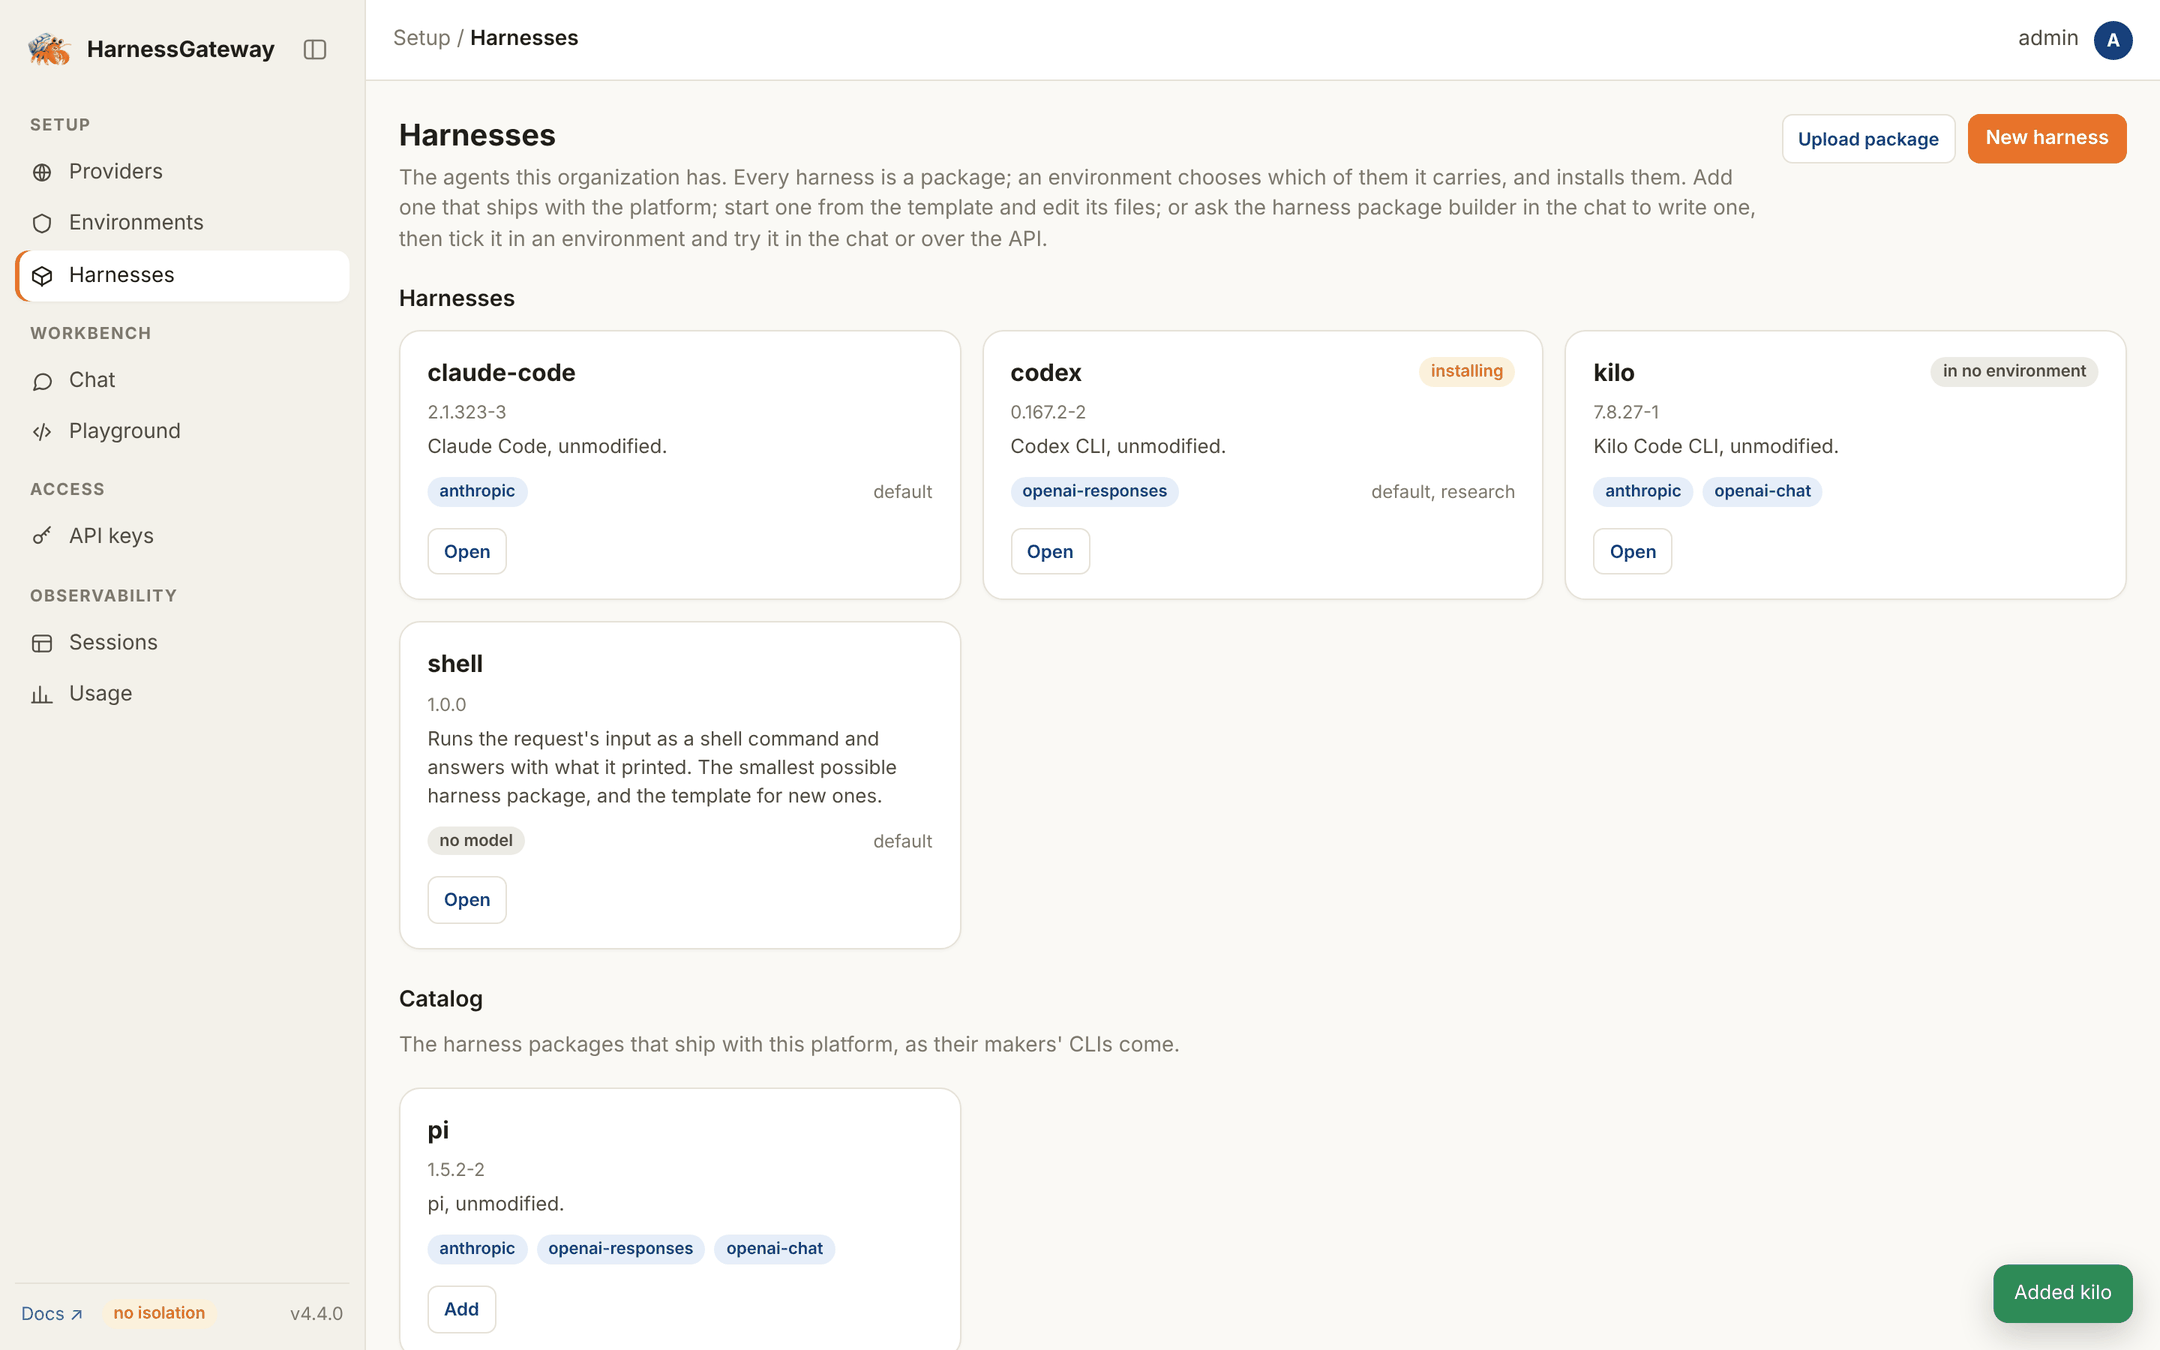 HarnessGateway
SETUP
Providers
Environments
Harnesses
WORKBENCH
Chat
Playground
ACCESS
API keys
OBSERVABILITY
Sessions
Usage
Docs ↗
no isolation
v4.4.0
Setup / Harnesses
admin
A
Harnesses
Upload package
New harness
The agents this organization has. Every harness is a package; an environment chooses which of them it carries, and installs them. Add
one that ships with the platform; start one from the template and edit its files; or ask the harness package builder in the chat to write one,
then tick it in an environment and try it in the chat or over the API.
Harnesses
claude-code
2.1.323-3
Claude Code, unmodified.
anthropic
default
Open
codex
installing
0.167.2-2
Codex CLI, unmodified.
openai-responses
default, research
Open
kilo
in no environment
7.8.27-1
Kilo Code CLI, unmodified.
anthropic openai-chat
Open
shell
1.0.0
Runs the request's input as a shell command and
answers with what it printed. The smallest possible
harness package, and the template for new ones.
no model
default
Open
Catalog
The harness packages that ship with this platform, as their makers' CLIs come.
pi
1.5.2-2
pi, unmodified.
anthropic openai-responses openai-chat
Add
Added kilo